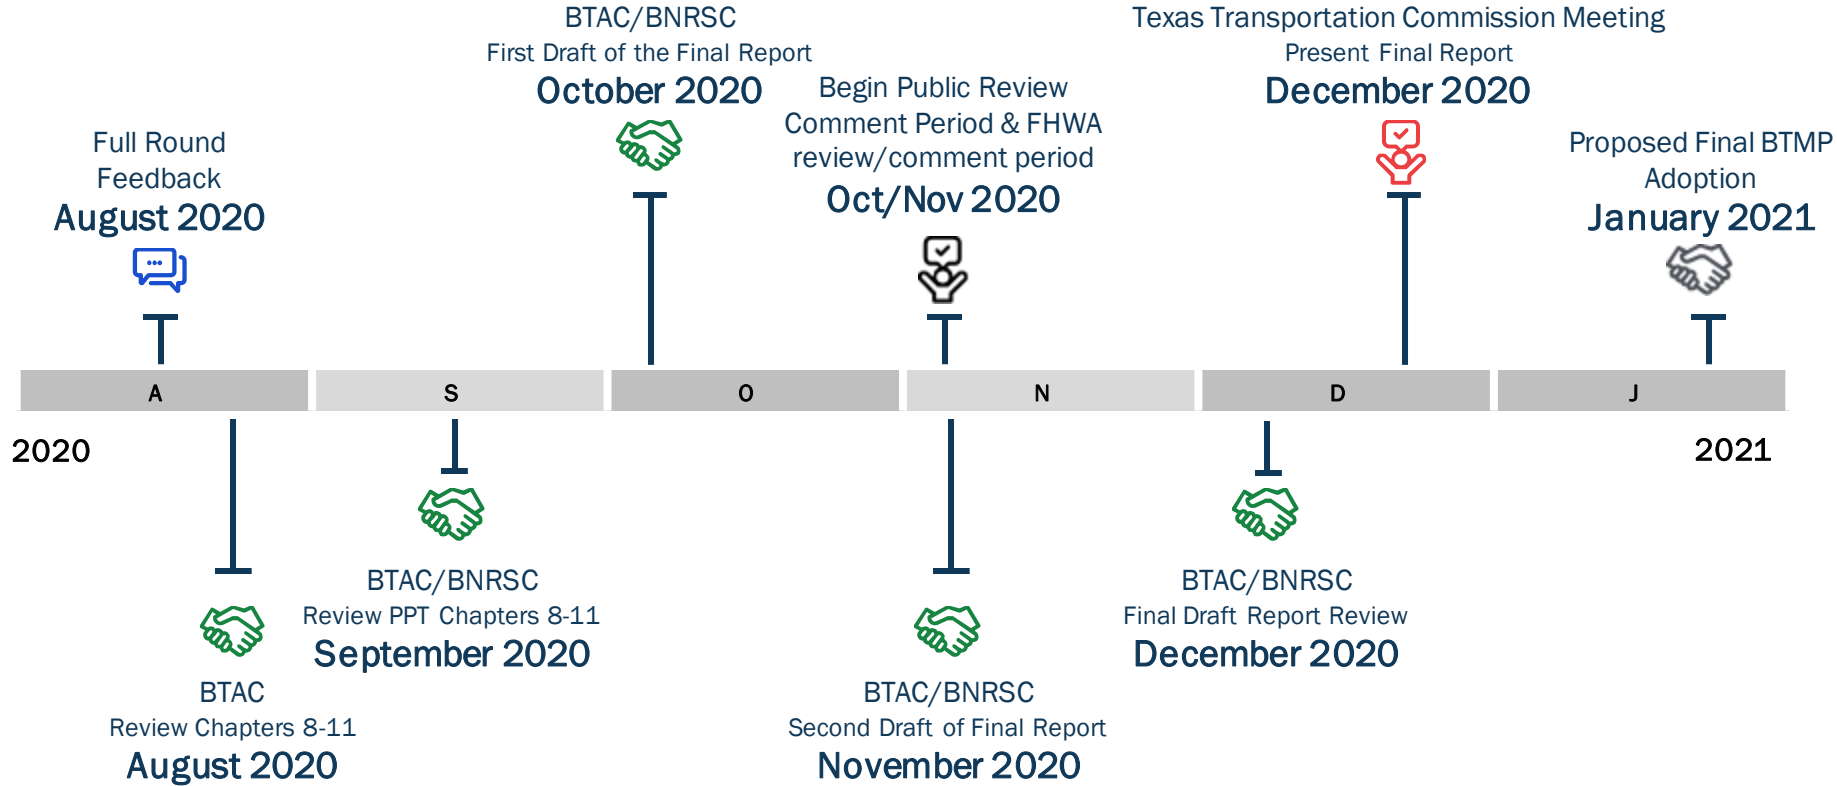 BTAC/BNRSC
First Draft of the Final Report
October 2020
Texas Transportation Commission Meeting
Present Final Report
December 2020
Begin Public Review
Comment Period & FHWA
review/comment period
Oct/Nov 2020
Full Round
Feedback
August 2020
Proposed Final BTMP
Adoption
January 2021
A
S
O
N
D
J
2020
2021
BTAC/BNRSC
Review PPT Chapters 8-11
September 2020
BTAC/BNRSC
Final Draft Report Review
December 2020
BTAC
Review Chapters 8-11
August 2020
BTAC/BNRSC
Second Draft of Final Report
November 2020